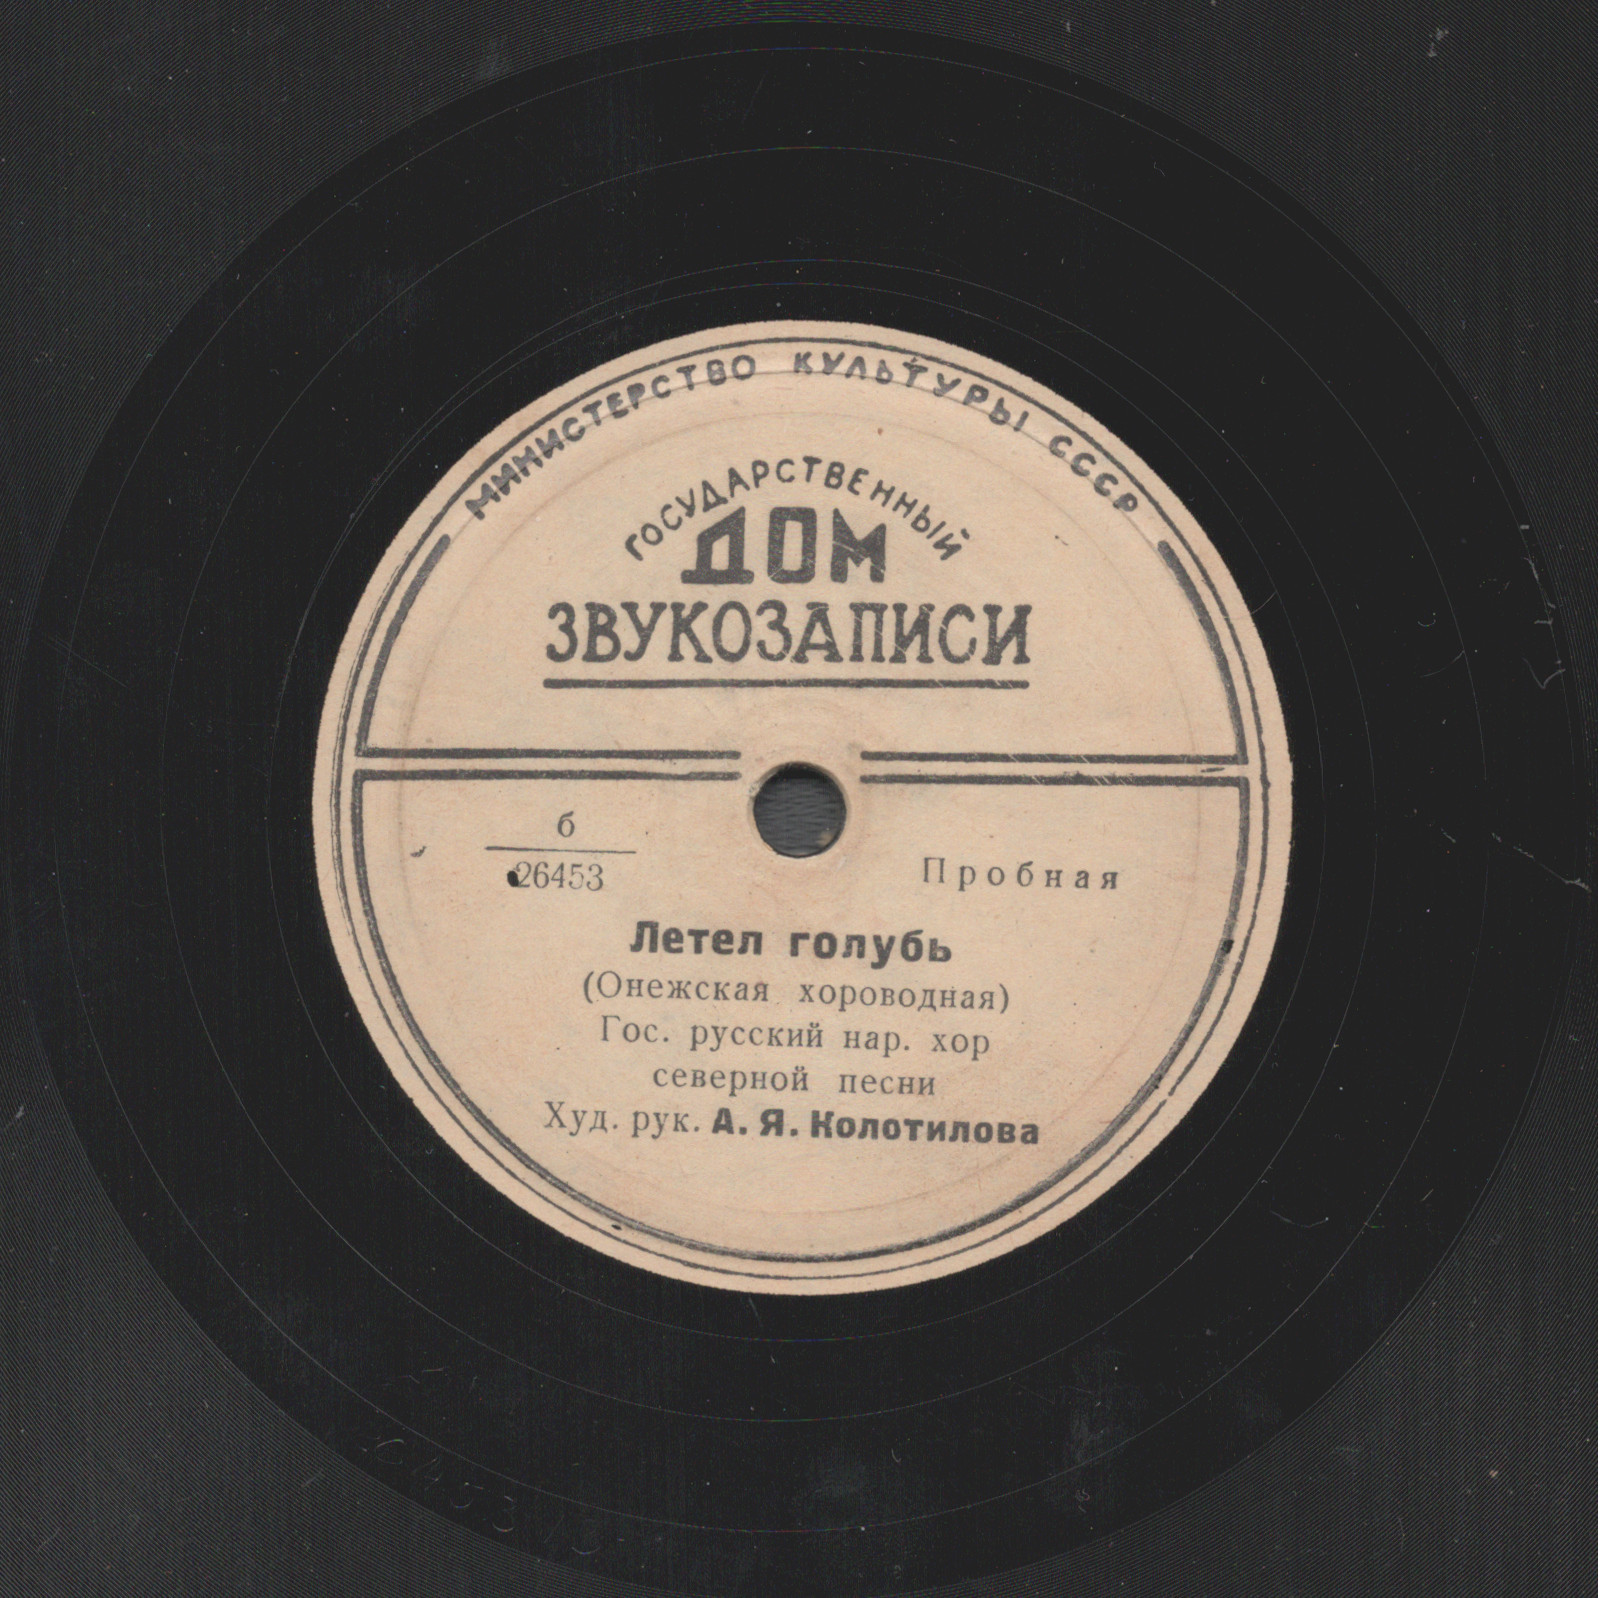 МИНИСТЕРСТВО КУЛЬТУРЫ СССР
ГОСУДАРСТВЕННЫЙ
ДОМ
ЗВУКОЗАПИСИ
б
26453
Пробная
Летел голубь
(Онежская хороводная)
Гос. русский нар. хор
северной песни
Худ. рук. А. Я. Колотилова